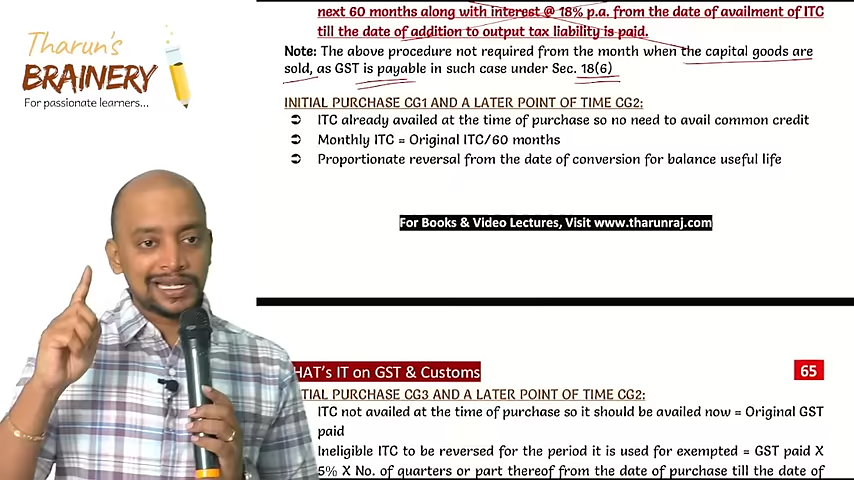 Tharun's
BRAINERY
For passionate learners...
next 60 months along with interest @ 18% p.a. from the date of availment of ITC
till the date of addition to output tax liability is paid.
Note: The above procedure not required from the month when the capital goods are
sold, as GST is payable in such case under Sec. 18(6)
INITIAL PURCHASE CG1 AND A LATER POINT OF TIME CG2:
➲ ITC already availed at the time of purchase so no need to avail common credit
➲ Monthly ITC = Original ITC/60 months
➲ Proportionate reversal from the date of conversion for balance useful life
For Books & Video Lectures, Visit www.tharunraj.com
HAT's IT on GST & Customs 65
TIAL PURCHASE CG3 AND A LATER POINT OF TIME CG2:
ITC not availed at the time of purchase so it should be availed now = Original GST
paid
Ineligible ITC to be reversed for the period it is used for exempted = GST paid X
5% X No. of quarters or part thereof from the date of purchase till the date of